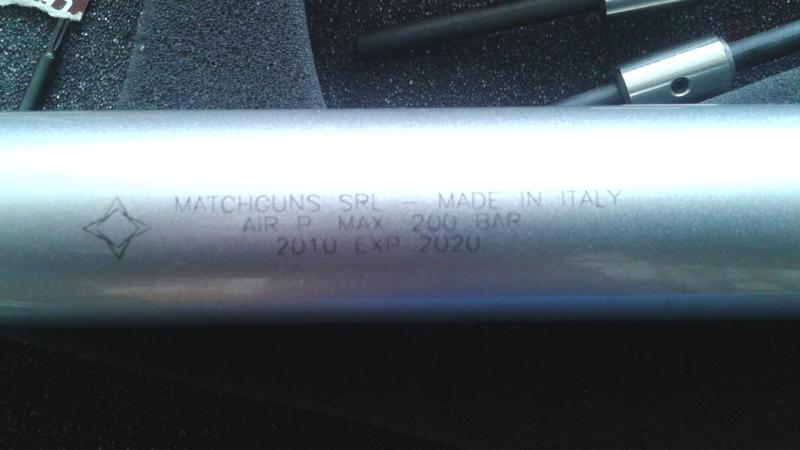 MATCHGUNS SRL - MADE IN ITALY
AIR P MAX 200 BAR
2010 EXP 2020